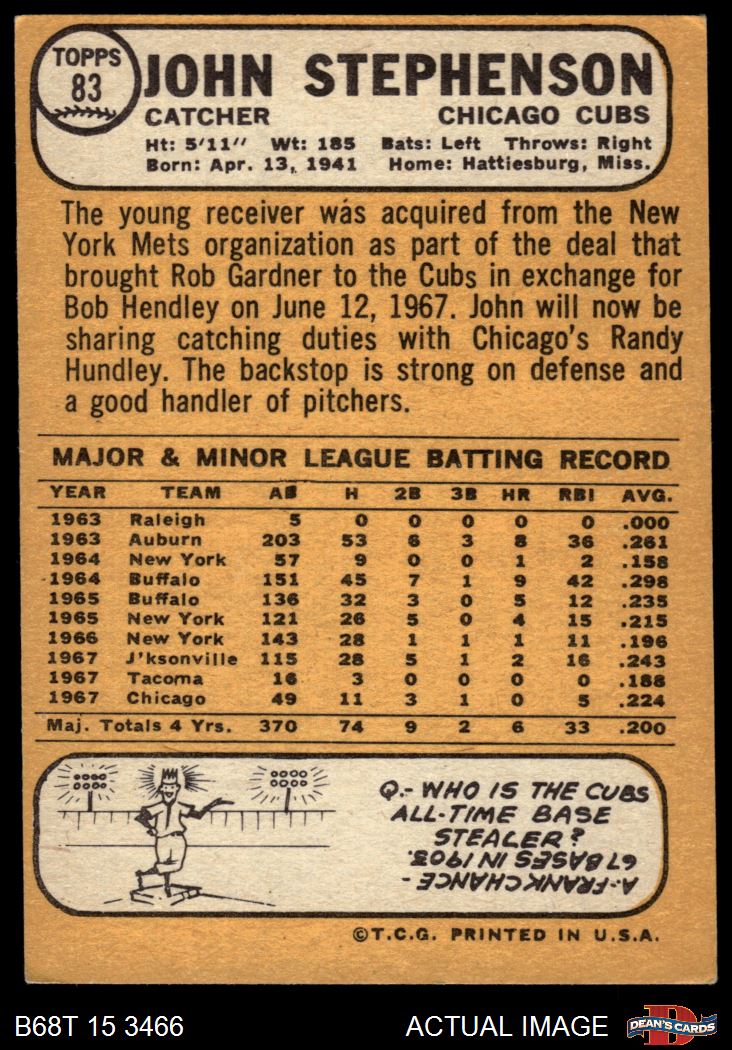 TOPPS
83
JOHN STEPHENSON
CATCHER CHICAGO CUBS
Ht: 5'11" Wt: 185 Bats: Left Throws: Right
Born: Apr. 13, 1941 Home: Hattiesburg, Miss.
The young receiver was acquired from the New
York Mets organization as part of the deal that
brought Rob Gardner to the Cubs in exchange for
Bob Hendley on June 12, 1967. John will now be
sharing catching duties with Chicago's Randy
Hundley. The backstop is strong on defense and
a good handler of pitchers.
MAJOR & MINOR LEAGUE BATTING RECORD
YEAR TEAM AB H 2B 3B HR RBI AVG.
1963 Raleigh 5 0 0 0 0 0 .000
1963 Auburn 203 53 6 3 8 36 .261
1964 New York 57 9 0 0 1 2 .158
1964 Buffalo 151 45 7 1 9 42 .298
1965 Buffalo 136 32 3 0 5 12 .235
1965 New York 121 26 5 0 4 15 .215
1966 New York 143 28 1 1 1 11 .196
1967 J'ksonville 115 28 5 1 2 16 .243
1967 Tacoma 16 3 0 0 0 0 .188
1967 Chicago 49 11 3 1 0 5 .224
Maj. Totals 4 Yrs. 370 74 9 2 6 33 .200
Q.- WHO IS THE CUBS
ALL-TIME BASE
STEALER?
A.- FRANK CHANCE -
67 BASES IN 1903.
©T.C.G. PRINTED IN U.S.A.
B68T 15 3466 ACTUAL IMAGE
D
DEAN'S CARDS